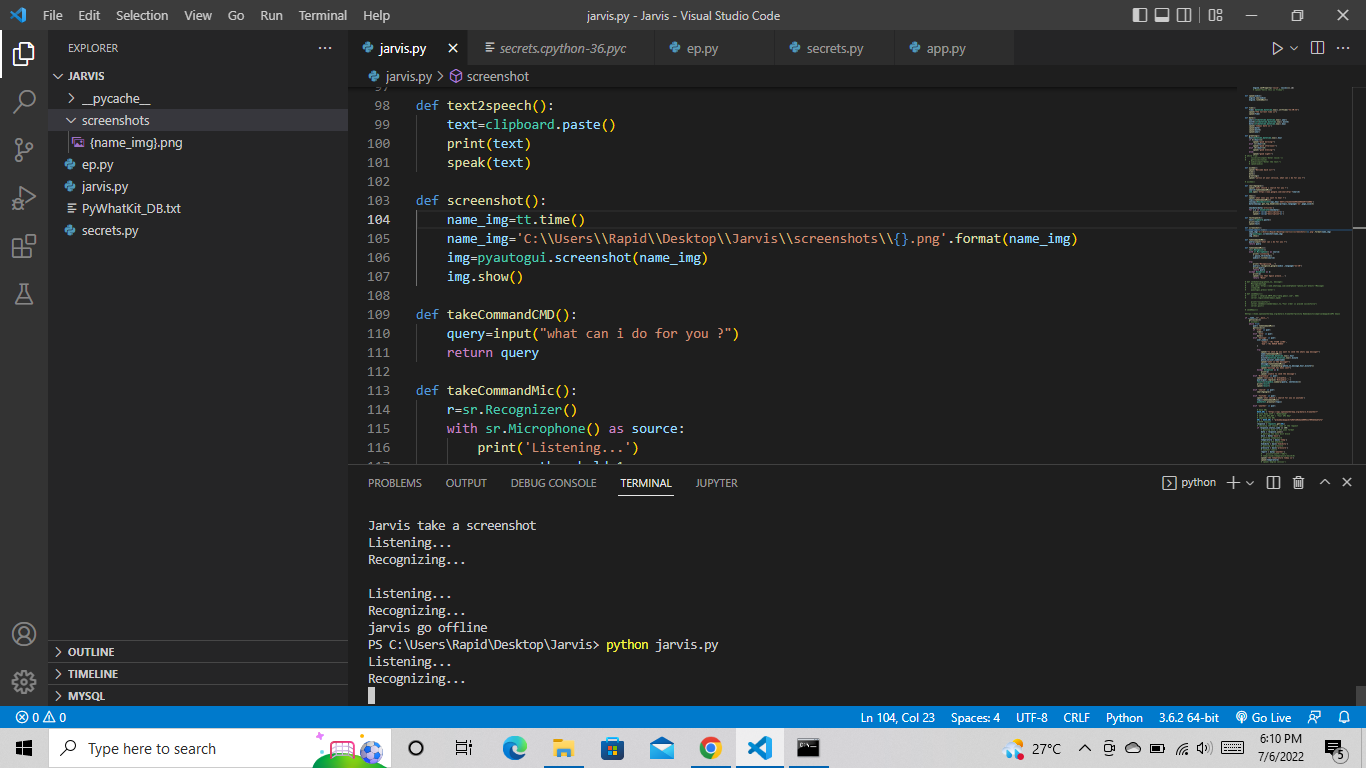 File Edit Selection View Go Run Terminal Help jarvis.py - Jarvis - Visual Studio Code
EXPLORER ···
JARVIS
__pycache__
screenshots
{name_img}.png
ep.py
jarvis.py
PyWhatKit_DB.txt
secrets.py
OUTLINE
TIMELINE
MYSQL
jarvis.py secrets.cpython-36.pyc ep.py secrets.py app.py
jarvis.py > screenshot
97
98 def text2speech():
99 text=clipboard.paste()
100 print(text)
101 speak(text)
102
103 def screenshot():
104 name_img=tt.time()
105 name_img='C:\\Users\\Rapid\\Desktop\\Jarvis\\screenshots\\{}.png'.format(name_img)
106 img=pyautogui.screenshot(name_img)
107 img.show()
108
109 def takeCommandCMD():
110 query=input("what can i do for you ?")
111 return query
112
113 def takeCommandMic():
114 r=sr.Recognizer()
115 with sr.Microphone() as source:
116 print('Listening...')
117
PROBLEMS OUTPUT DEBUG CONSOLE TERMINAL JUPYTER python
Jarvis take a screenshot
Listening...
Recognizing...
Listening...
Recognizing...
jarvis go offline
PS C:\Users\Rapid\Desktop\Jarvis> python jarvis.py
Listening...
Recognizing...
0 0 Ln 104, Col 23 Spaces: 4 UTF-8 CRLF Python 3.6.2 64-bit Go Live
Type here to search 27°C 6:10 PM
7/6/2022 5